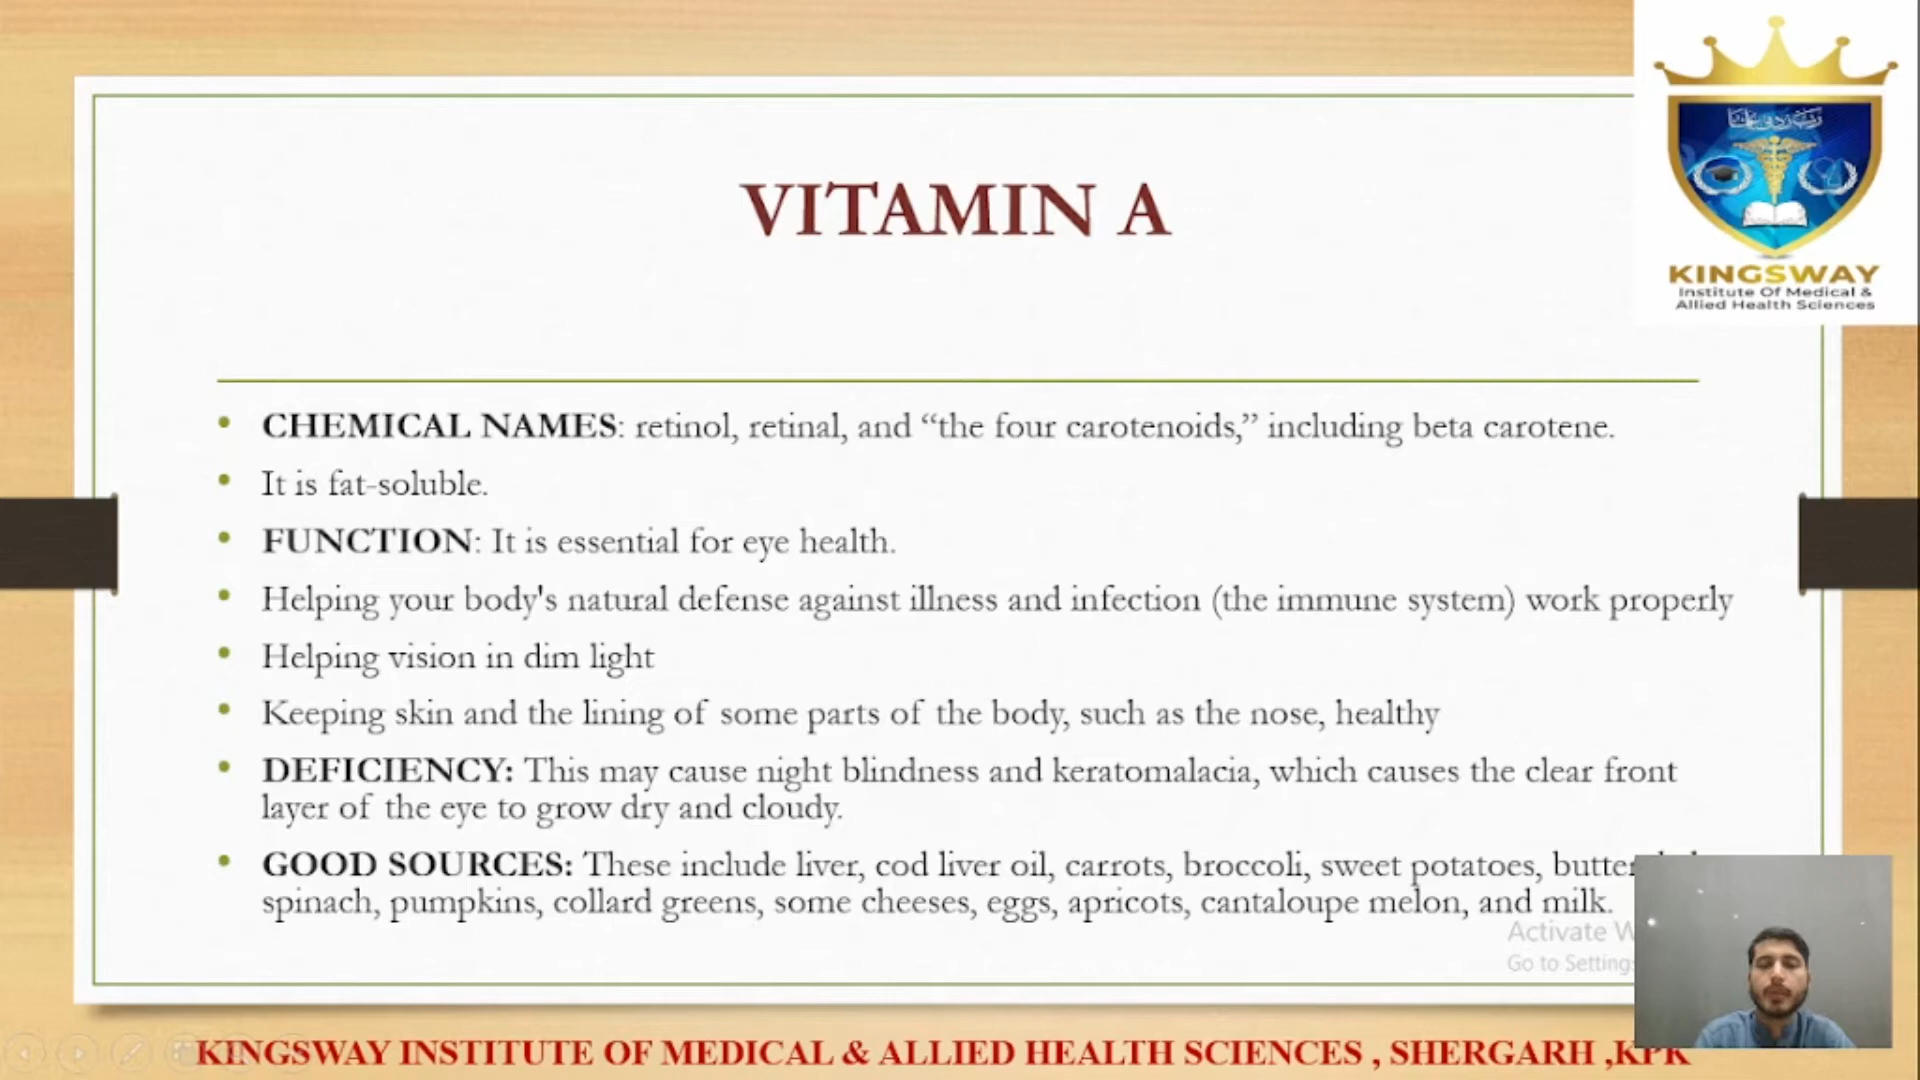 KINGSWAY
Institute Of Medical &
Allied Health Sciences
VITAMIN A
• CHEMICAL NAMES: retinol, retinal, and “the four carotenoids,” including beta carotene.
• It is fat-soluble.
• FUNCTION: It is essential for eye health.
• Helping your body's natural defense against illness and infection (the immune system) work properly
• Helping vision in dim light
• Keeping skin and the lining of some parts of the body, such as the nose, healthy
• DEFICIENCY: This may cause night blindness and keratomalacia, which causes the clear front
layer of the eye to grow dry and cloudy.
• GOOD SOURCES: These include liver, cod liver oil, carrots, broccoli, sweet potatoes, butter
spinach, pumpkins, collard greens, some cheeses, eggs, apricots, cantaloupe melon, and milk.
Activate
Go to
KINGSWAY INSTITUTE OF MEDICAL & ALLIED HEALTH SCIENCES , SHERGARH ,KPK